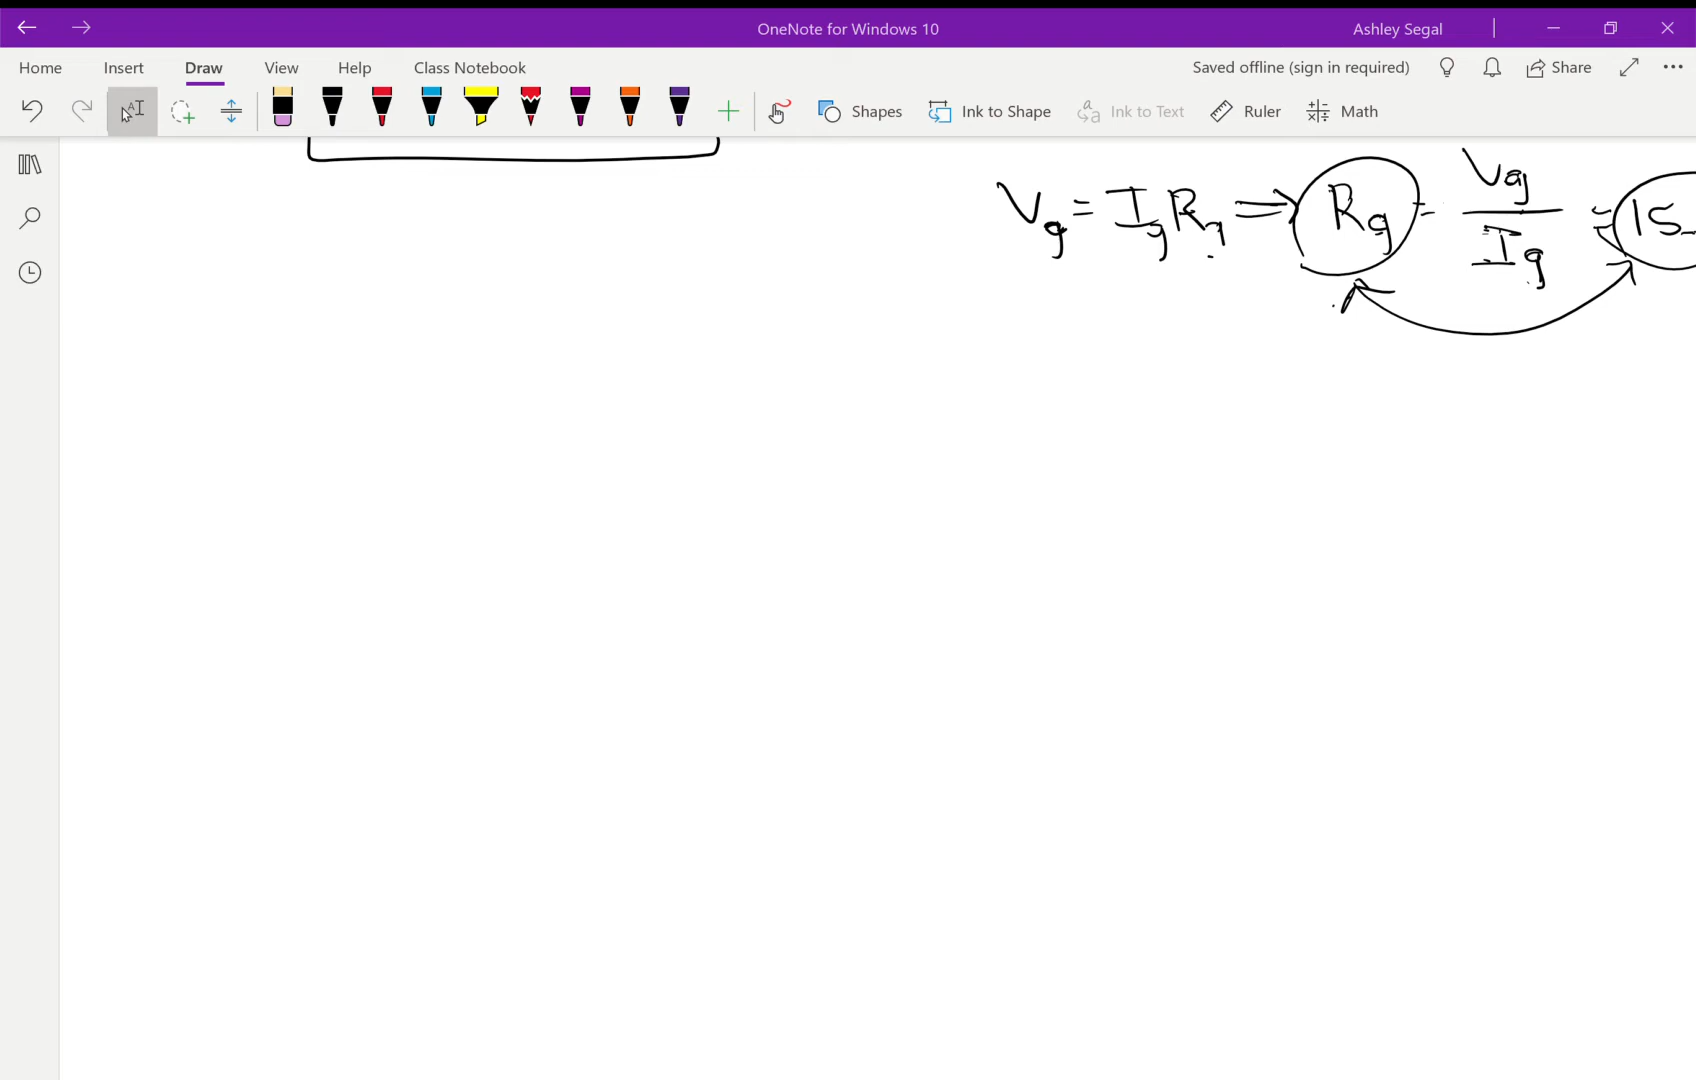 OneNote for Windows 10
Ashley Segal
Home Insert Draw View Help Class Notebook
Saved offline (sign in required)
Share
Shapes Ink to Shape Ink to Text Ruler Math
Vg = IgRg ⇒ Rg = Vg / Ig = 15